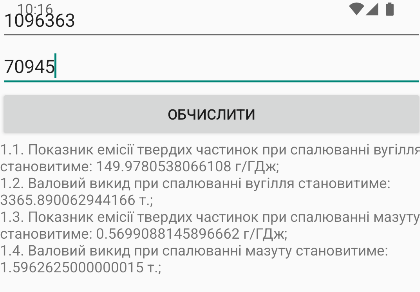 10:16
1096363
70945
ОБЧИСЛИТИ
1.1. Показник емісії твердих частинок при спалюванні вугілля
становитиме: 149.9780538066108 г/ГДж;
1.2. Валовий викид при спалюванні вугілля становитиме:
3365.890062944166 т.;
1.3. Показник емісії твердих частинок при спалюванні мазуту
становитиме: 0.5699088145896662 г/ГДж;
1.4. Валовий викид при спалюванні мазуту становитиме:
1.5962625000000015 т.;